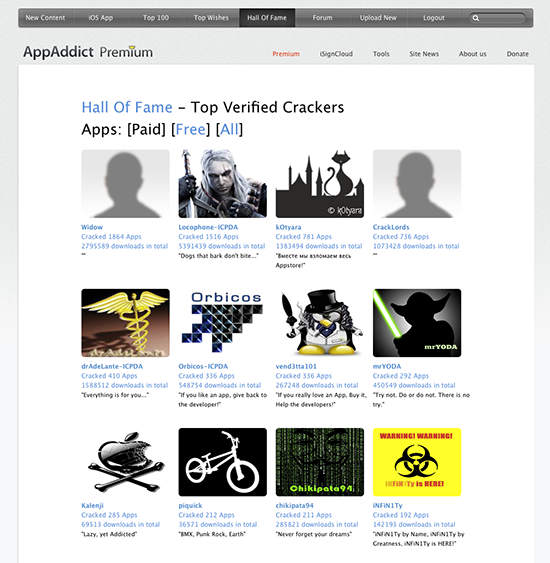 New Content iOS App Top 100 Top Wishes Hall Of Fame Forum Upload New Logout
AppAddict Premium
Premium iSignCloud Tools Site News About us Donate
Hall Of Fame - Top Verified Crackers
Apps: [Paid] [Free] [All]
© k0tyara
Widow
Cracked 1864 Apps
2795589 downloads in total
""
Locophone-ICPDA
Cracked 1516 Apps
5391439 downloads in total
"Dogs that bark don't bite..."
k0tyara
Cracked 781 Apps
1383494 downloads in total
"Вместе мы взломаем весь
Appstore!"
CrackLords
Cracked 736 Apps
1073428 downloads in total
""
Orbicos
mrYODA
drAdeLante-ICPDA
Cracked 410 Apps
1588512 downloads in total
"Everything is for you..."
Orbicos-ICPDA
Cracked 336 Apps
548754 downloads in total
"If you like an app, give back
to the developer!"
vend3tta101
Cracked 336 Apps
267248 downloads in total
"If you really love an App, Buy it,
Help the developers!"
mrYODA
Cracked 292 Apps
450549 downloads in total
"Try not. Do or do not. There is no
try."
Chikipata94
WARNING! WARNING!
iNFiN1Ty is HERE!
Kalenji
Cracked 285 Apps
69513 downloads in total
"Lazy, yet Addicted"
piquick
Cracked 212 Apps
36571 downloads in total
"BMX, Punk Rock, Earth"
chikipata94
Cracked 211 Apps
285821 downloads in total
"Never forget your dreams"
iNFiN1Ty
Cracked 192 Apps
142193 downloads in total
"iNFiN1Ty by Name, iNFiN1Ty by
Greatness, iNFiN1Ty is HERE!"